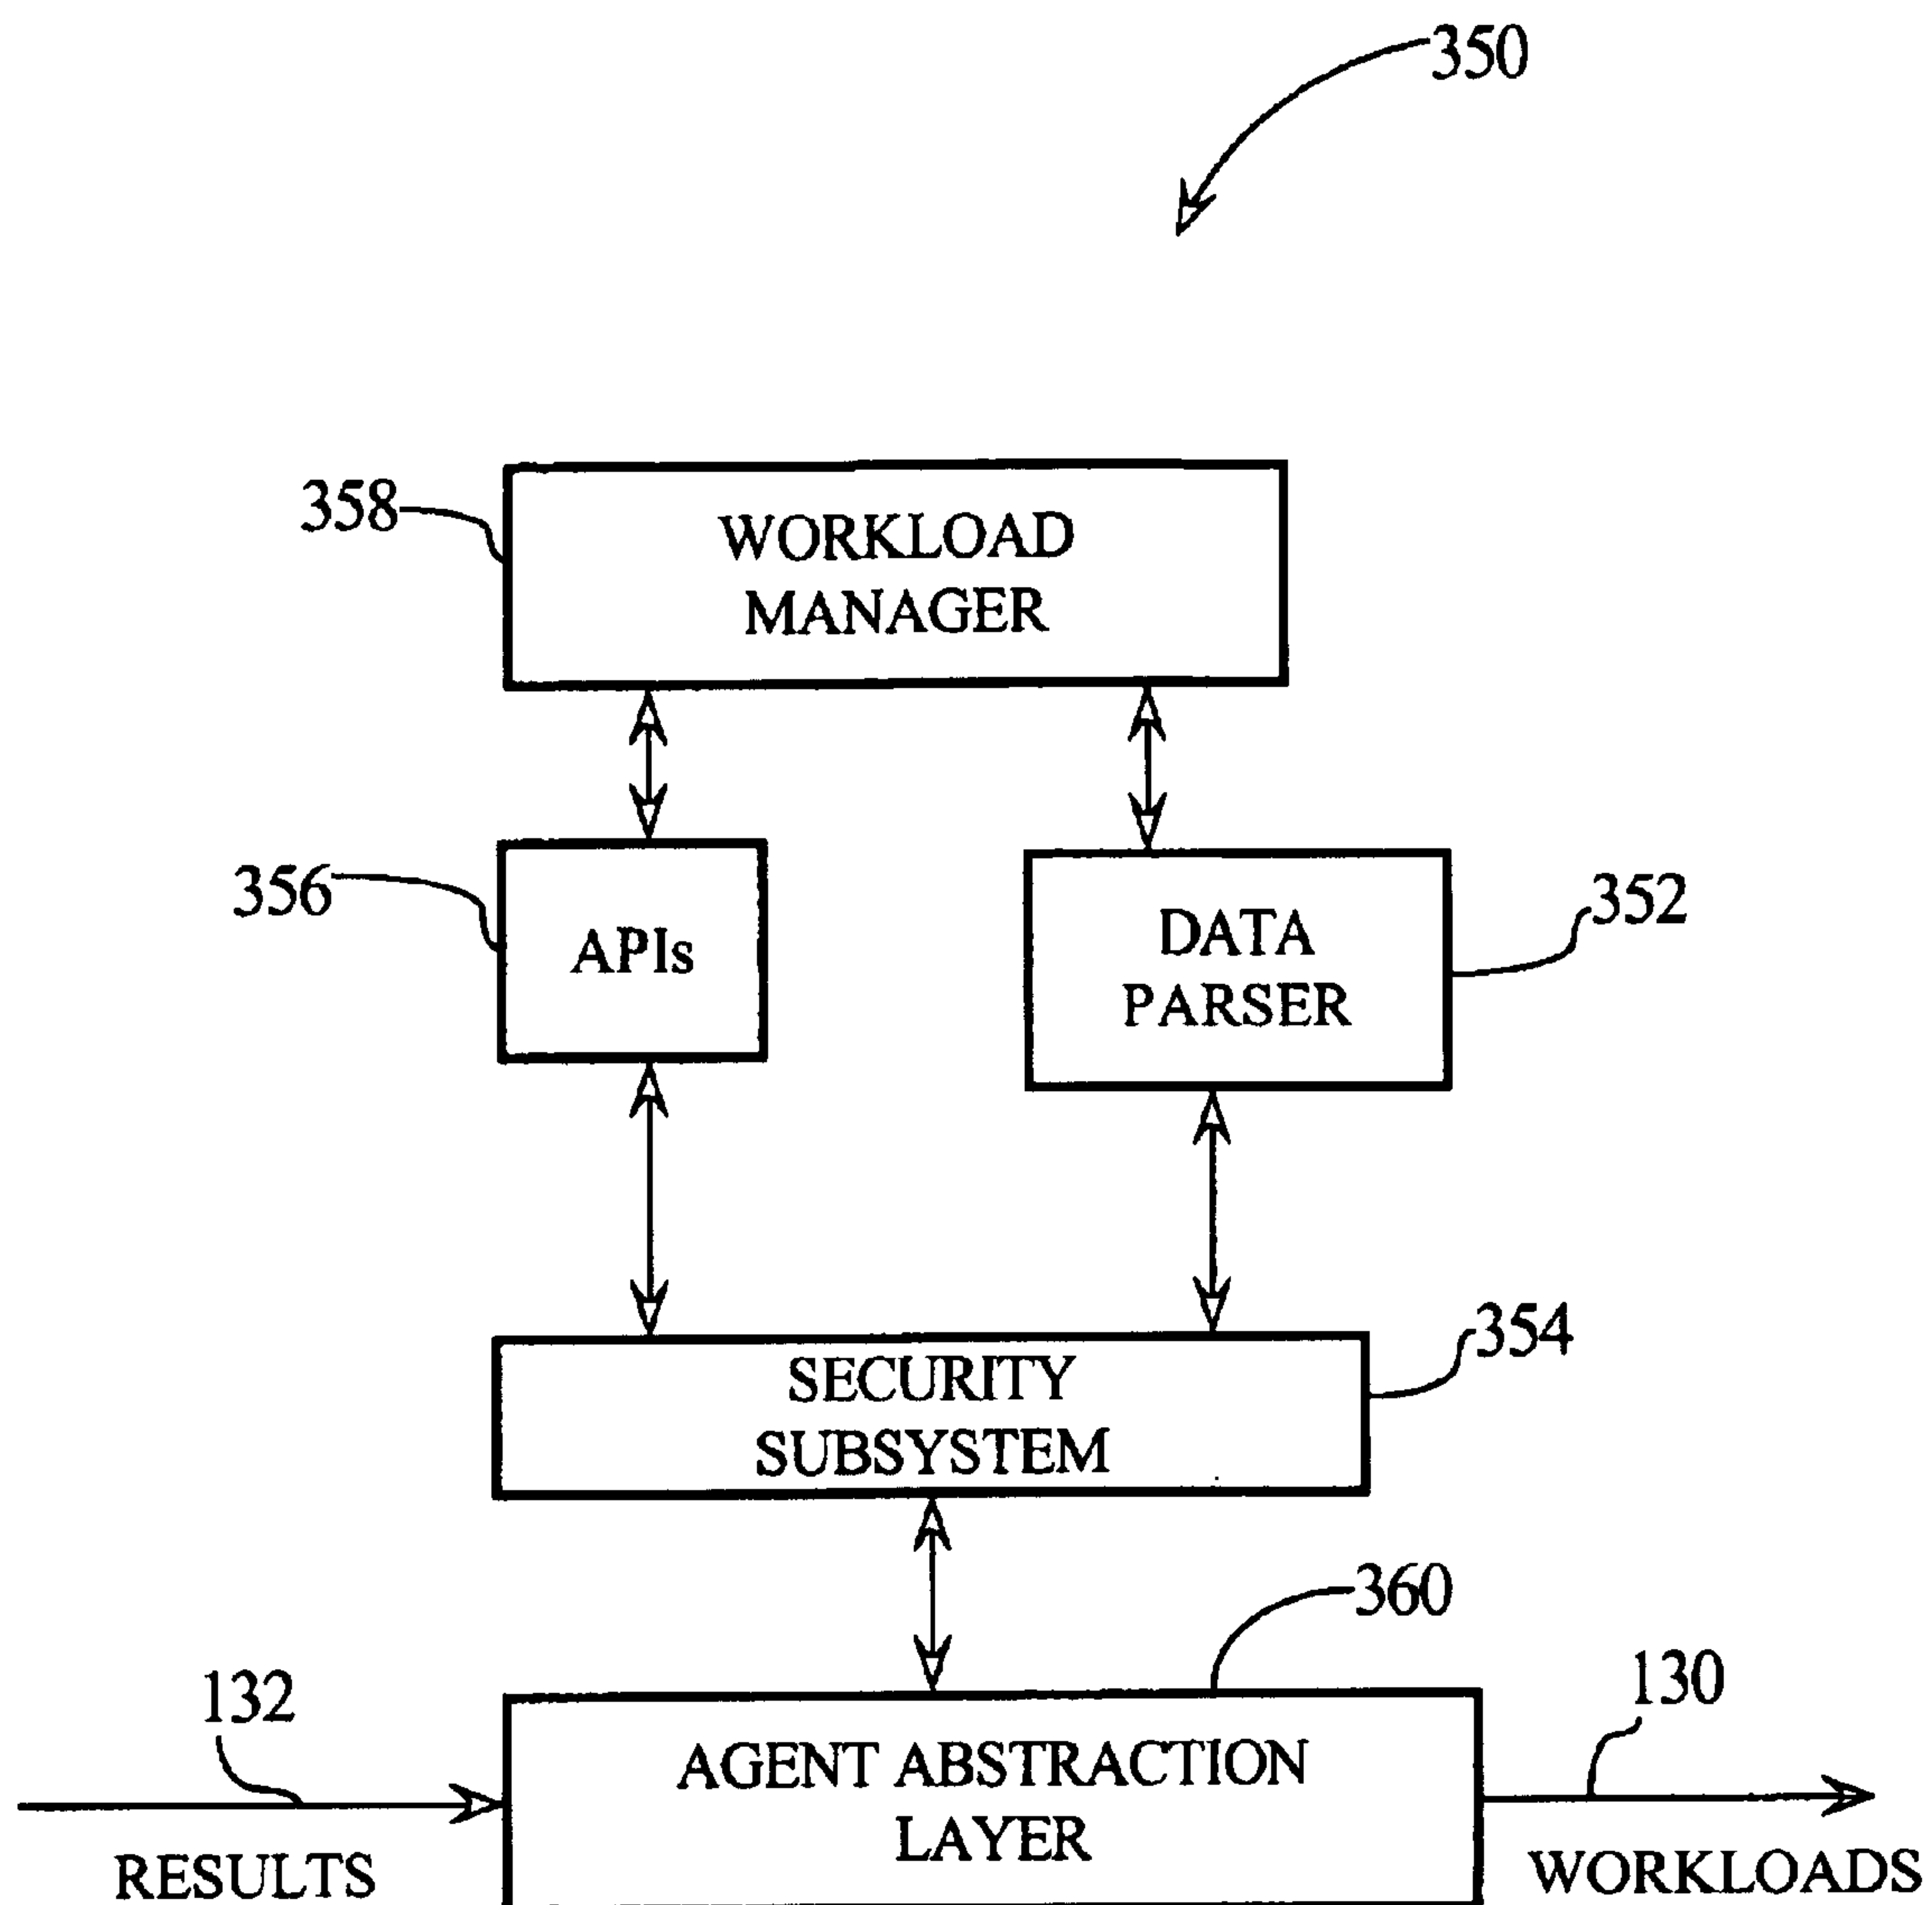 350
358
WORKLOAD
MANAGER
356
APIs
DATA
PARSER
352
SECURITY
SUBSYSTEM
354
360
132
130
AGENT ABSTRACTION
LAYER
RESULTS
WORKLOADS